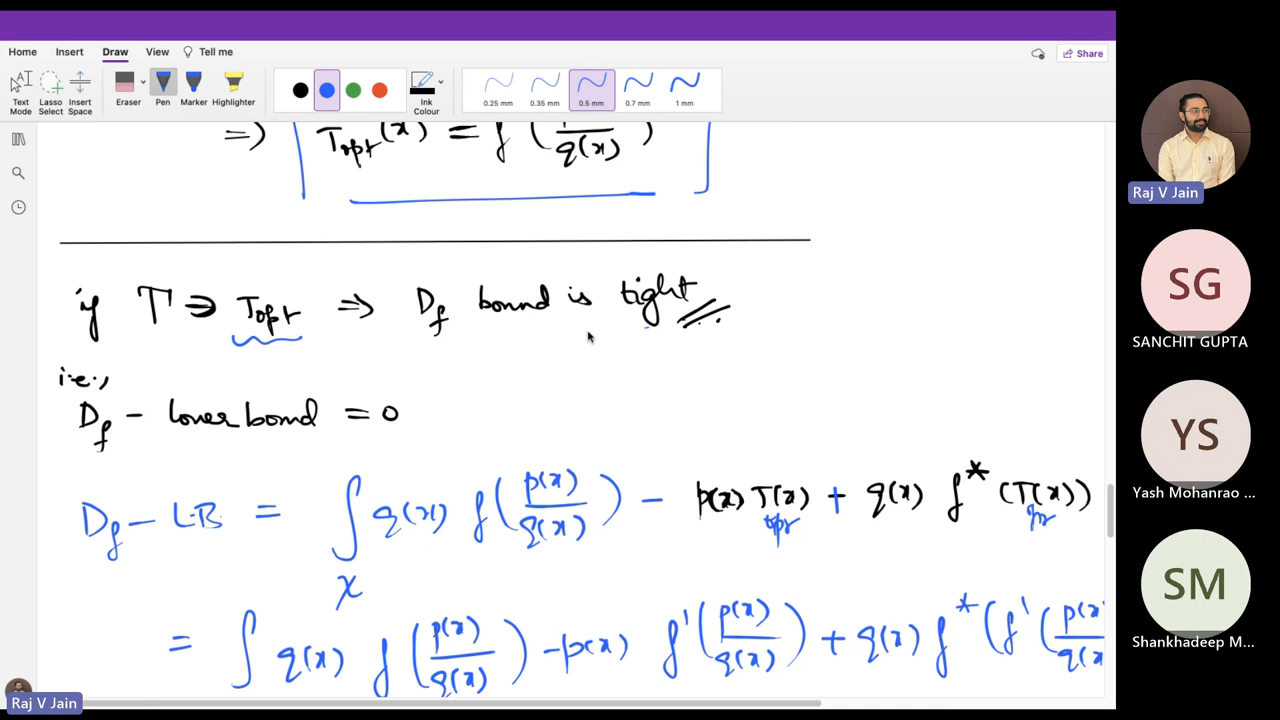 Home Insert Draw View Tell me
Share
Text Mode
Lasso Select
Insert Space
Eraser
Pen
Marker
Highlighter
Ink Colour
0.25 mm
0.35 mm
0.5 mm
0.7 mm
1 mm
=> T_opt(x) = f ( / q(x) )
if T ∋ T_opt => D_f bound is tight
i.e.,
D_f - lower bound = 0
D_f - LB = ∫_X q(x) f(p(x)/q(x)) - p(x) T_opt(x) + q(x) f*(T_opt(x))
= ∫ q(x) f(p(x)/q(x)) - p(x) f'(p(x)/q(x)) + q(x) f*(f'(p(x)/q(x)
Raj V Jain
Raj V Jain
SG
SANCHIT GUPTA
YS
Yash Mohanrao ...
SM
Shankhadeep M...